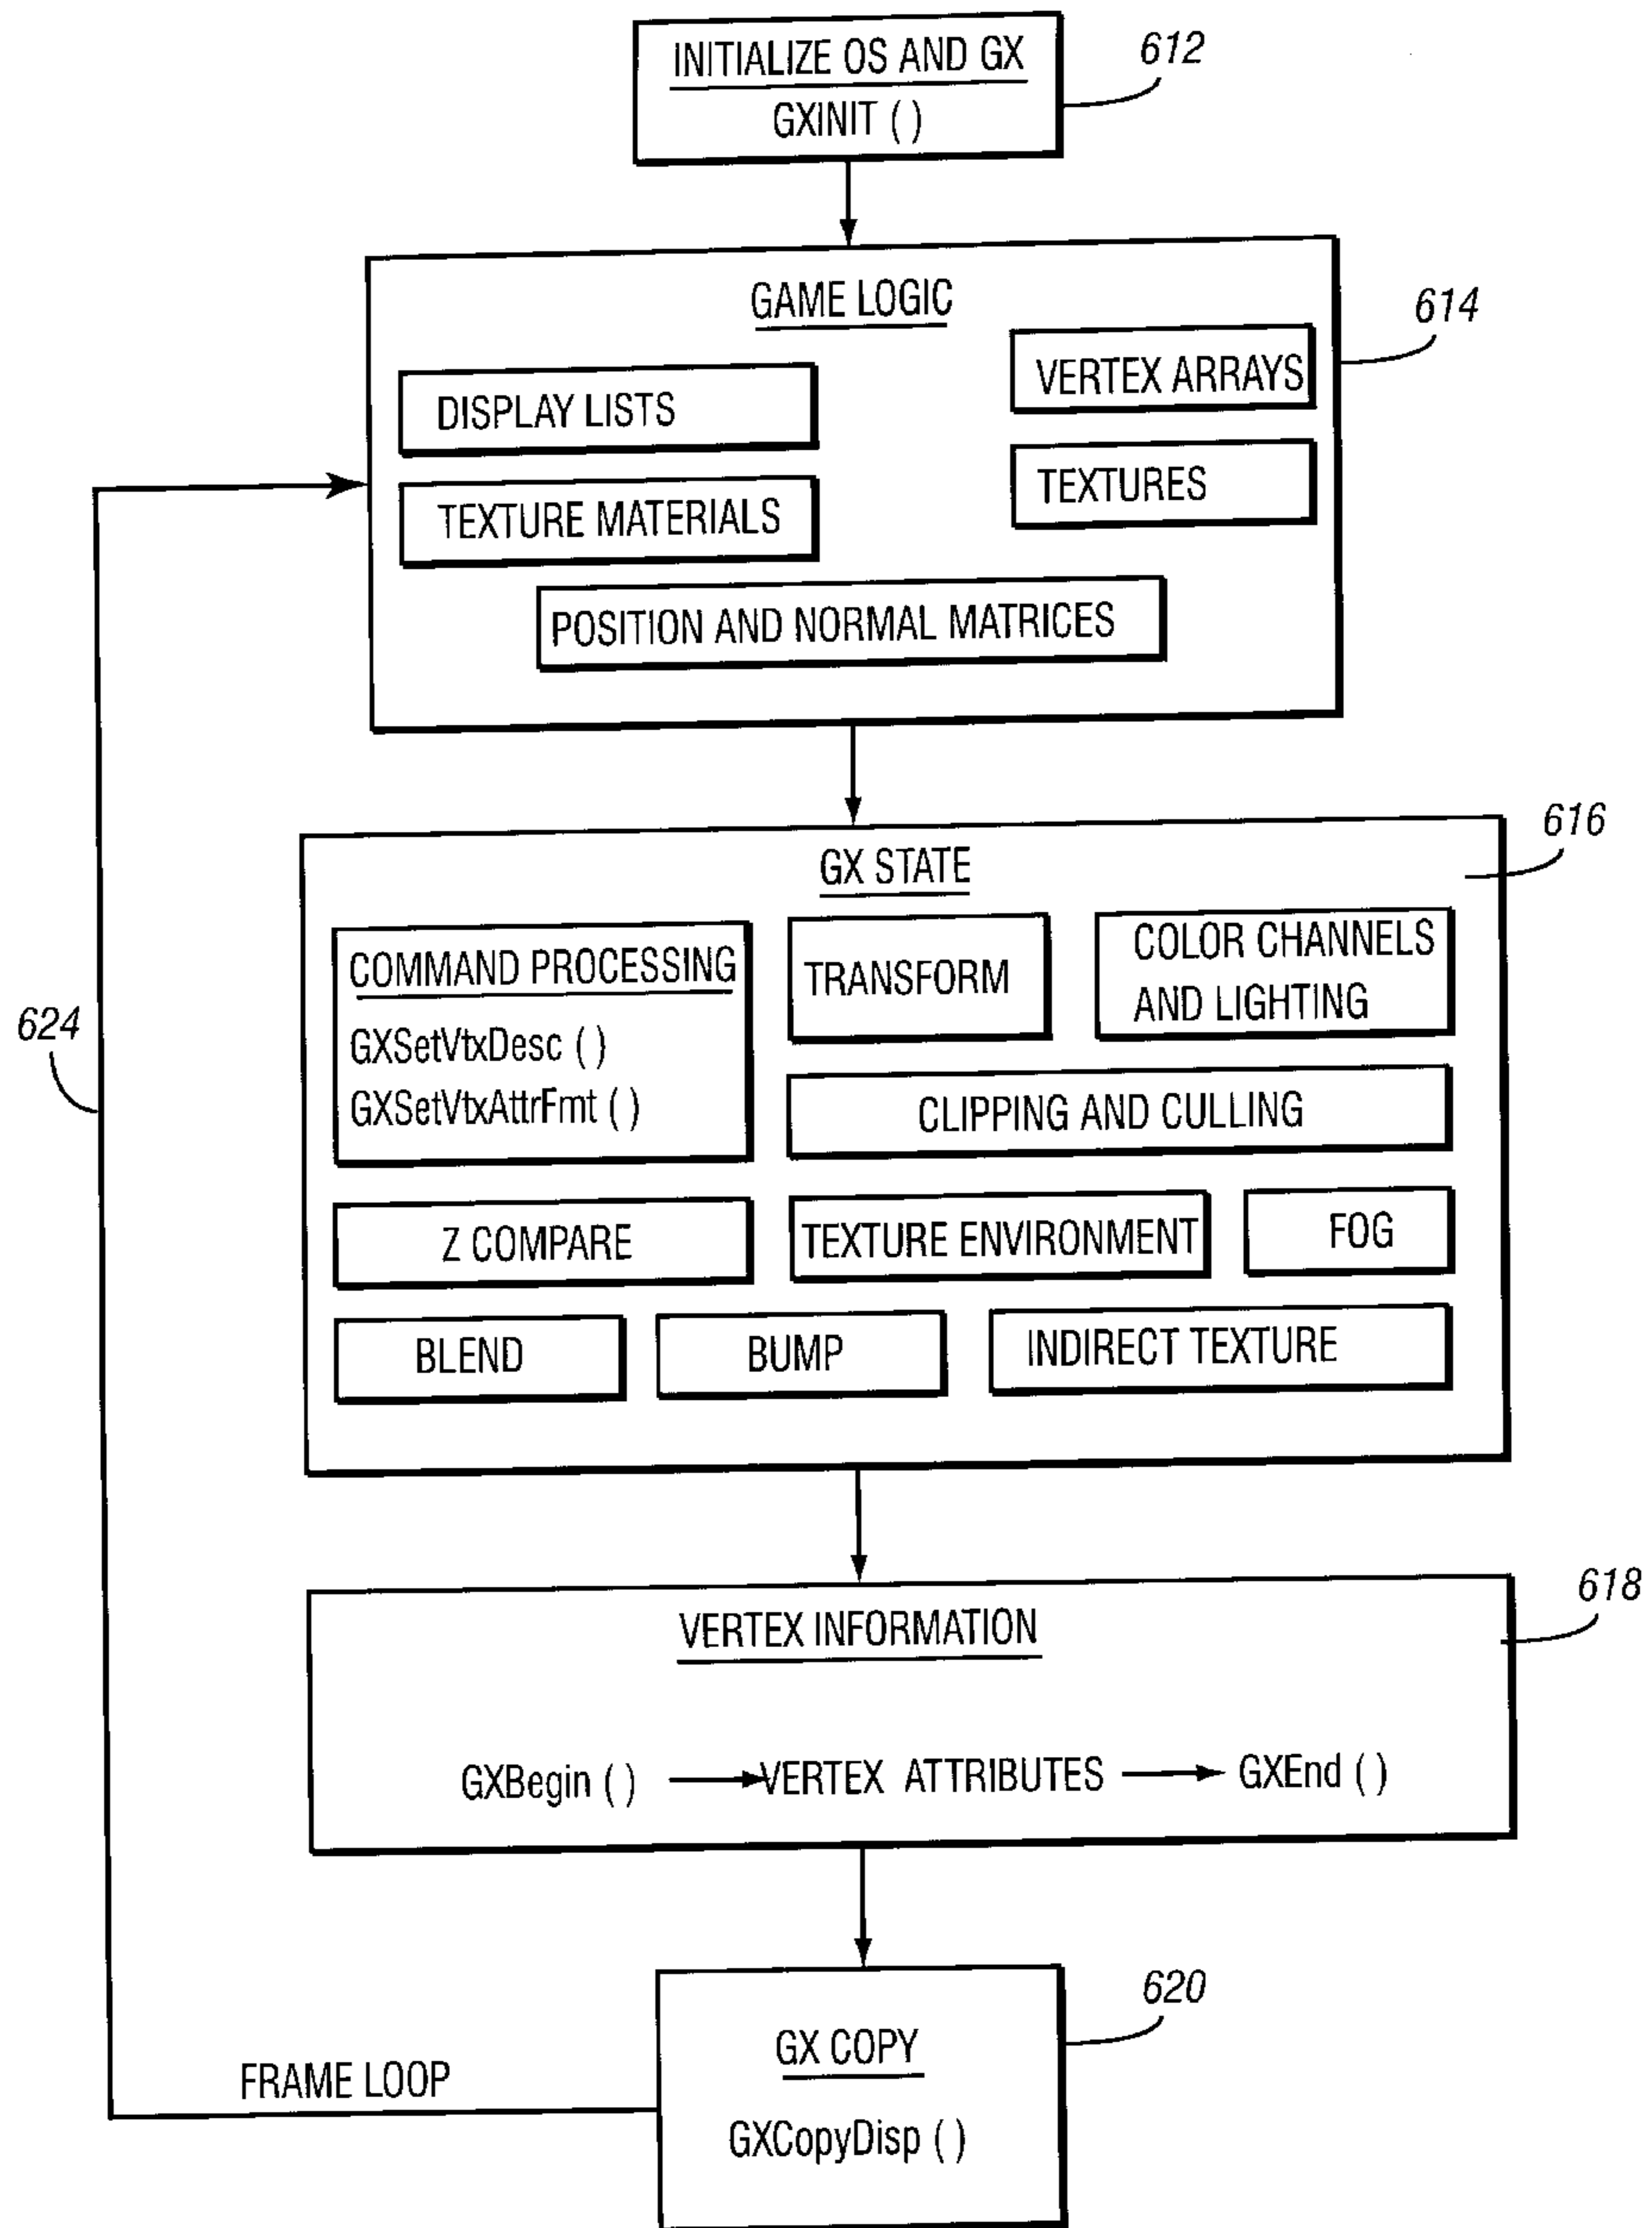 INITIALIZE OS AND GX
GXINIT ( )
612
GAME LOGIC
614
DISPLAY LISTS
VERTEX ARRAYS
TEXTURE MATERIALS
TEXTURES
POSITION AND NORMAL MATRICES
GX STATE
616
COMMAND PROCESSING
GXSetVtxDesc ( )
GXSetVtxAttrFmt ( )
TRANSFORM
COLOR CHANNELS
AND LIGHTING
CLIPPING AND CULLING
Z COMPARE
TEXTURE ENVIRONMENT
FOG
BLEND
BUMP
INDIRECT TEXTURE
624
VERTEX INFORMATION
618
GXBegin ( )
VERTEX ATTRIBUTES
GXEnd ( )
GX COPY
GXCopyDisp ( )
620
FRAME LOOP